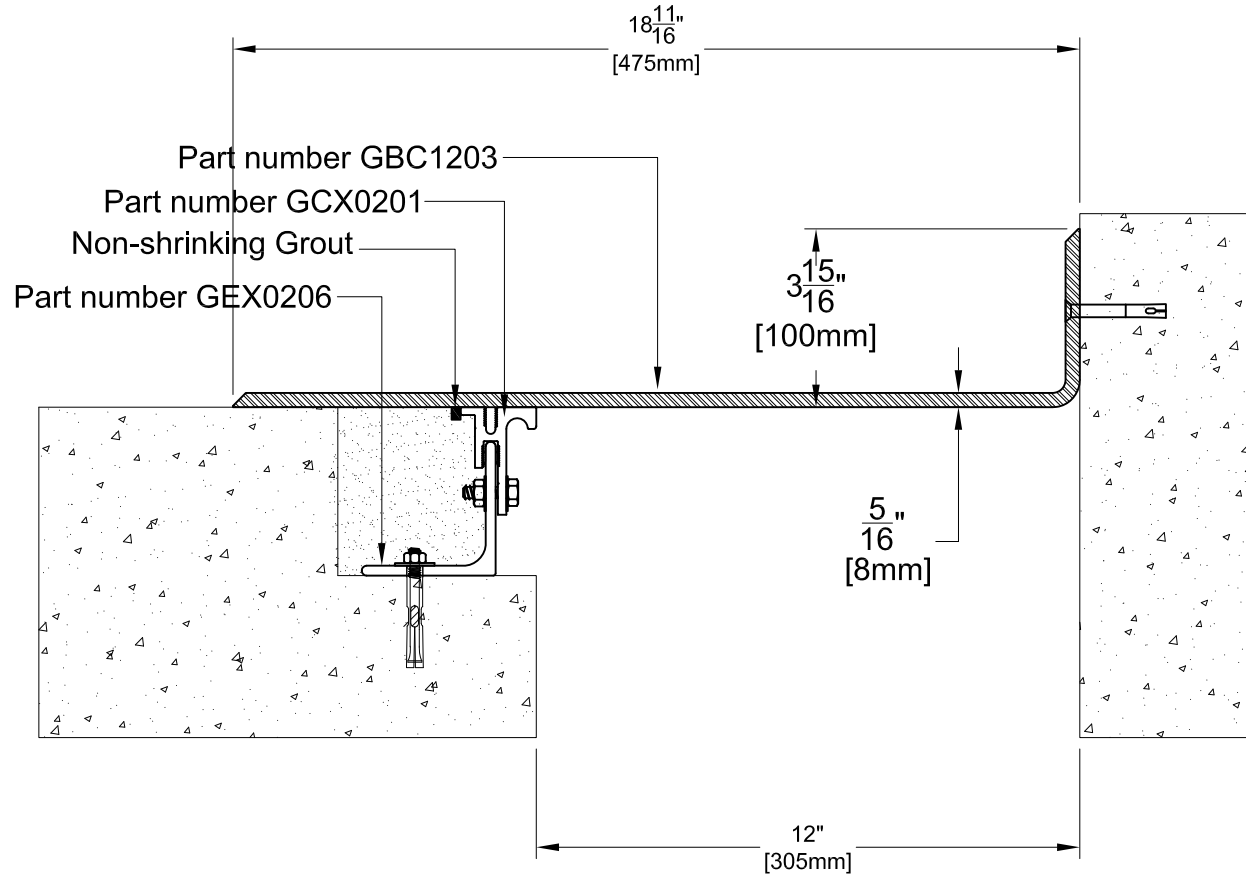 18 11/16"
[475mm]
Part number GBC1203
Part number GCX0201
Non-shrinking Grout
Part number GEX0206
3 15/16"
[100mm]
5/16"
[8mm]
12"
[305mm]